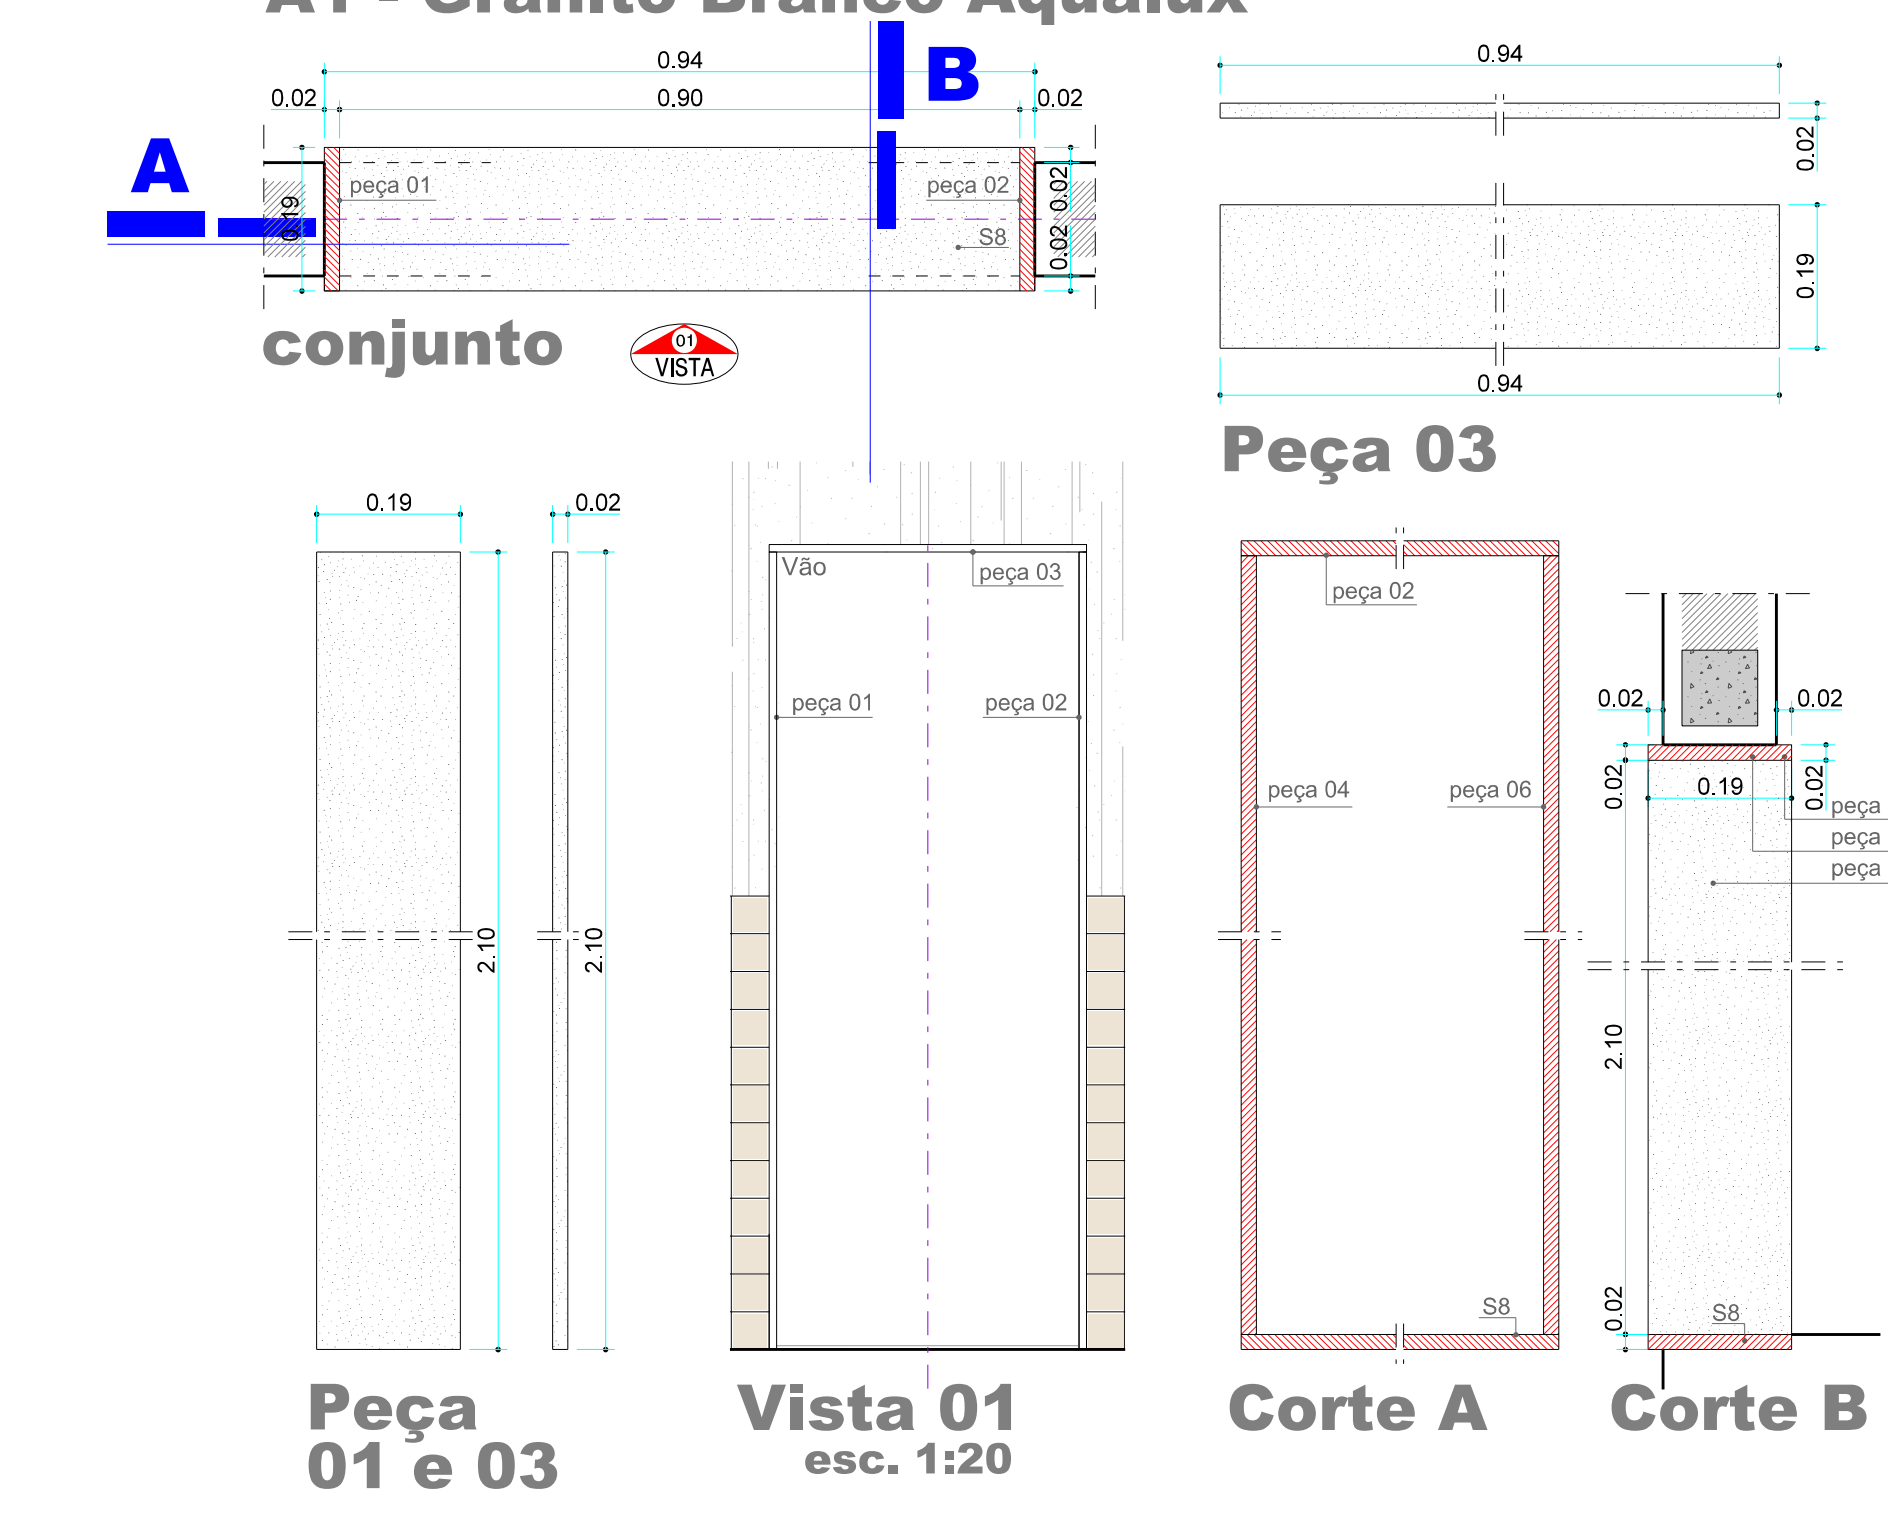 A1 - Granito Branco Aqualux
B
0.94
0.02
0.90
0.02
A
peça 01
peça 02
0.19
0.02
0.02
S8
conjunto
01
VISTA
0.94
0.02
0.19
0.94
Peça 03
0.19
0.02
2.10
2.10
Peça
01 e 03
Vão
peça 03
peça 01
peça 02
Vista 01
esc. 1:20
peça 02
peça 04
peça 06
S8
Corte A
0.02
0.02
0.02
0.19
0.02
peça
peça
peça
2.10
0.02
S8
Corte B